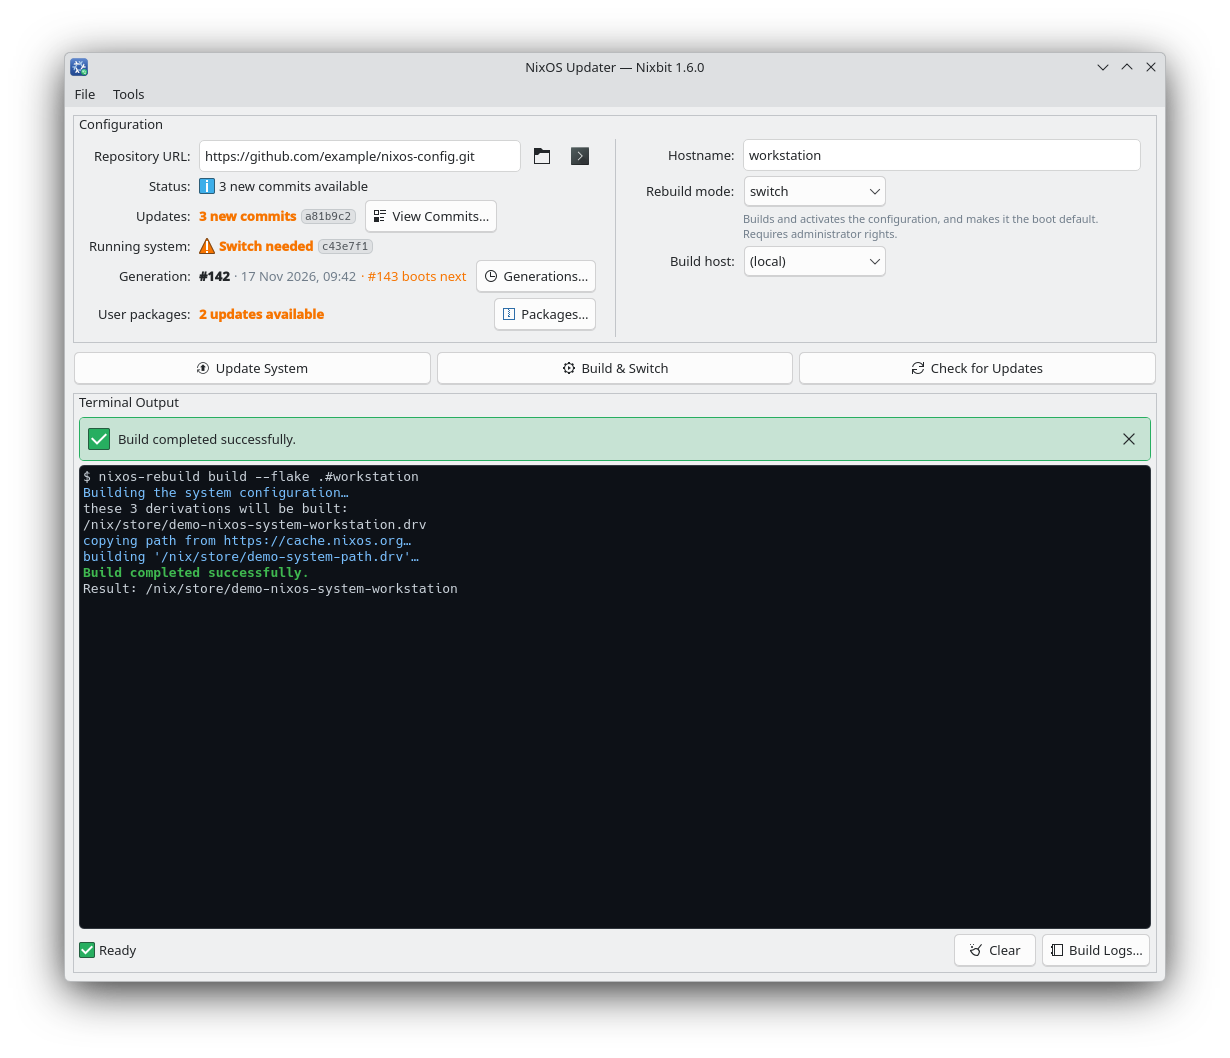 NixOS Updater — Nixbit 1.6.0
File Tools
Configuration
Repository URL: https://github.com/example/nixos-config.git
Status: 3 new commits available
Updates: 3 new commits a81b9c2 View Commits...
Running system: Switch needed c43e7f1
Generation: #142 · 17 Nov 2026, 09:42 · #143 boots next Generations...
User packages: 2 updates available Packages...
Hostname: workstation
Rebuild mode: switch
Builds and activates the configuration, and makes it the boot default.
Requires administrator rights.
Build host: (local)
Update System Build & Switch Check for Updates
Terminal Output
Build completed successfully.
$ nixos-rebuild build --flake .#workstation
Building the system configuration…
these 3 derivations will be built:
/nix/store/demo-nixos-system-workstation.drv
copying path from https://cache.nixos.org…
building '/nix/store/demo-system-path.drv'…
Build completed successfully.
Result: /nix/store/demo-nixos-system-workstation
Ready Clear Build Logs...